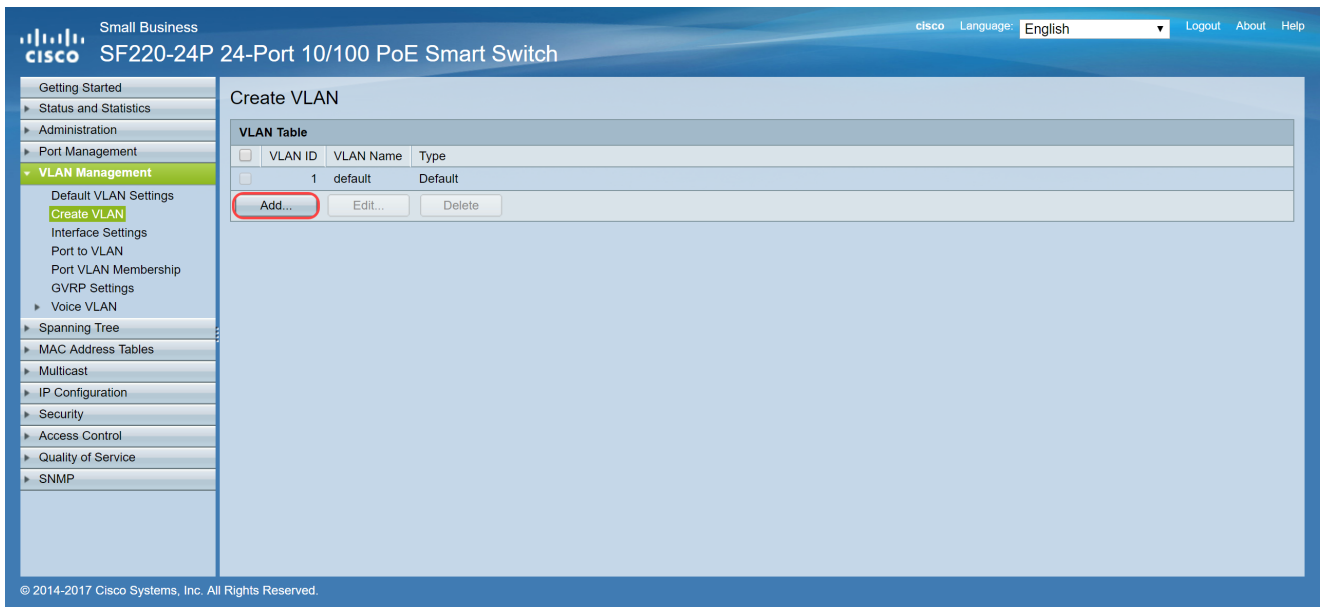 Small Business
cisco
SF220-24P 24-Port 10/100 PoE Smart Switch
cisco Language: English Logout About Help
Getting Started
Status and Statistics
Administration
Port Management
VLAN Management
Default VLAN Settings
Create VLAN
Interface Settings
Port to VLAN
Port VLAN Membership
GVRP Settings
Voice VLAN
Spanning Tree
MAC Address Tables
Multicast
IP Configuration
Security
Access Control
Quality of Service
SNMP
Create VLAN
VLAN Table
VLAN ID VLAN Name Type
1 default Default
Add... Edit... Delete
© 2014-2017 Cisco Systems, Inc. All Rights Reserved.